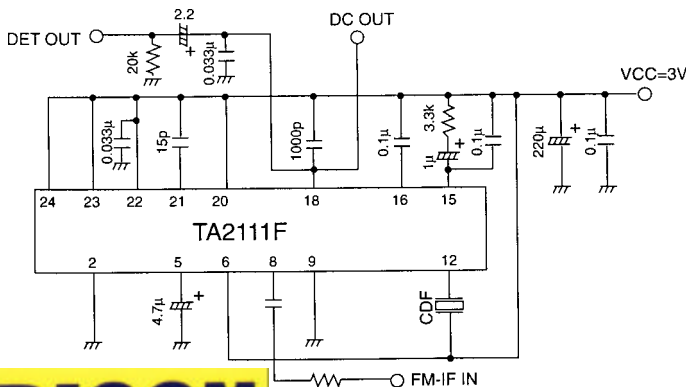 2.2
DET OUT
DC OUT
+
20k
0.033µ
VCC=3V
0.033µ
15p
1000p
0.1µ
3.3k
1µ
+
0.1µ
220µ
+
0.1µ
24 23 22 21 20 18 16 15
TA2111F
2 5 6 8 9 12
4.7µ
+
CDF
FM-IF IN